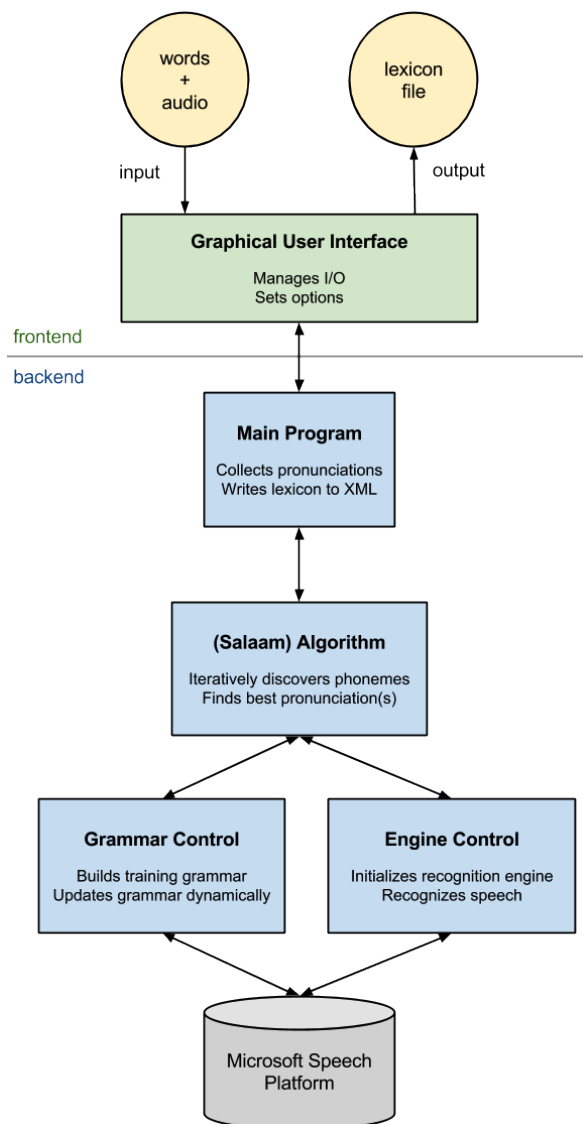 words
+
audio
lexicon
file
input
output
Graphical User Interface
Manages I/O
Sets options
frontend
backend
Main Program
Collects pronunciations
Writes lexicon to XML
(Salaam) Algorithm
Iteratively discovers phonemes
Finds best pronunciation(s)
Grammar Control
Builds training grammar
Updates grammar dynamically
Engine Control
Initializes recognition engine
Recognizes speech
Microsoft Speech
Platform